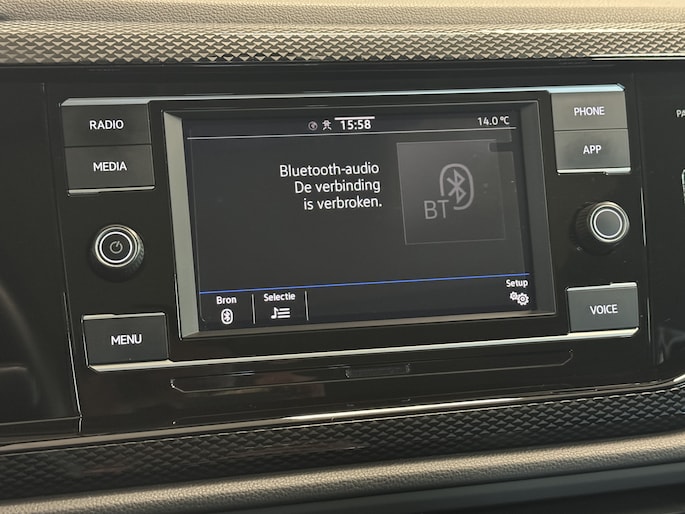 RADIO
MEDIA
MENU
15:58
14.0 °C
Bluetooth-audio
De verbinding
is verbroken.
BT
Bron
Selectie
Setup
PHONE
APP
VOICE
PA